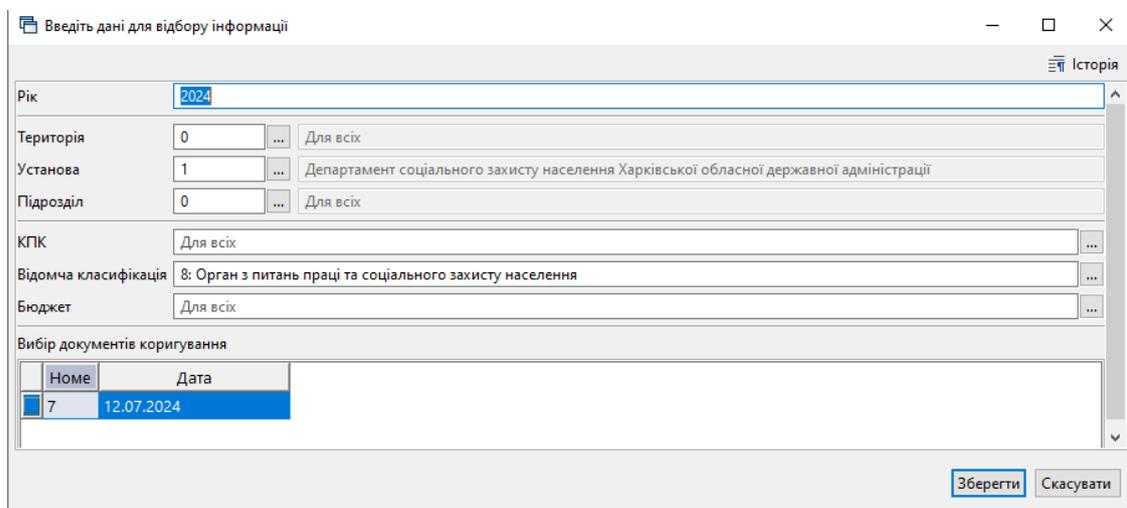 Введіть дані для відбору інформації
Історія
Рік 2024
Територія 0 ... Для всіх
Установа 1 ... Департамент соціального захисту населення Харківської обласної державної адміністрації
Підрозділ 0 ... Для всіх
КПК Для всіх ...
Відомча класифікація 8: Орган з питань праці та соціального захисту населення ...
Бюджет Для всіх ...
Вибір документів коригування
Номе Дата
7 12.07.2024
Зберегти Скасувати